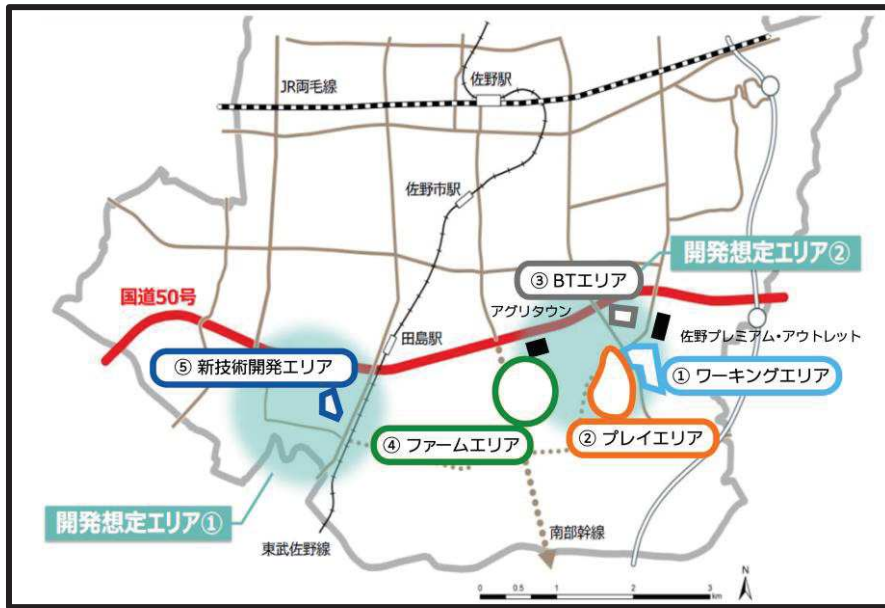 JR両毛線
佐野駅
佐野市駅
開発想定エリア②
③ BTエリア
国道50号
アグリタウン
田島駅
佐野プレミアム・アウトレット
⑤ 新技術開発エリア
① ワーキングエリア
④ ファームエリア
② プレイエリア
開発想定エリア①
東武佐野線
南部幹線
N
0 0.5 1 2 3
km